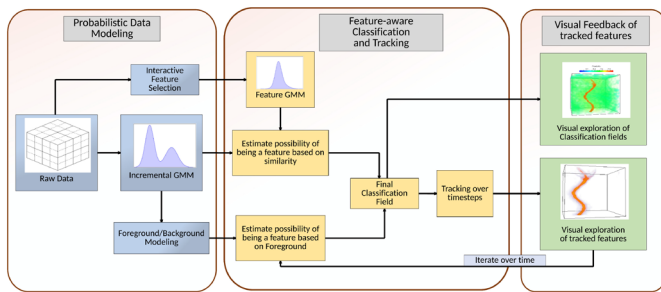 Probabilistic Data
Modeling
Feature-aware
Classification
and Tracking
Visual Feedback of
tracked features
Interactive
Feature
Selection
Feature GMM
Raw Data
Incremental GMM
Estimate possibility of
being a feature based on
similarity
Visual exploration of
Classification fields
Final
Classification
Field
Tracking over
timesteps
Foreground/Background
Modeling
Estimate possibility of
being a feature based
on Foreground
Visual exploration
of tracked features
Iterate over time